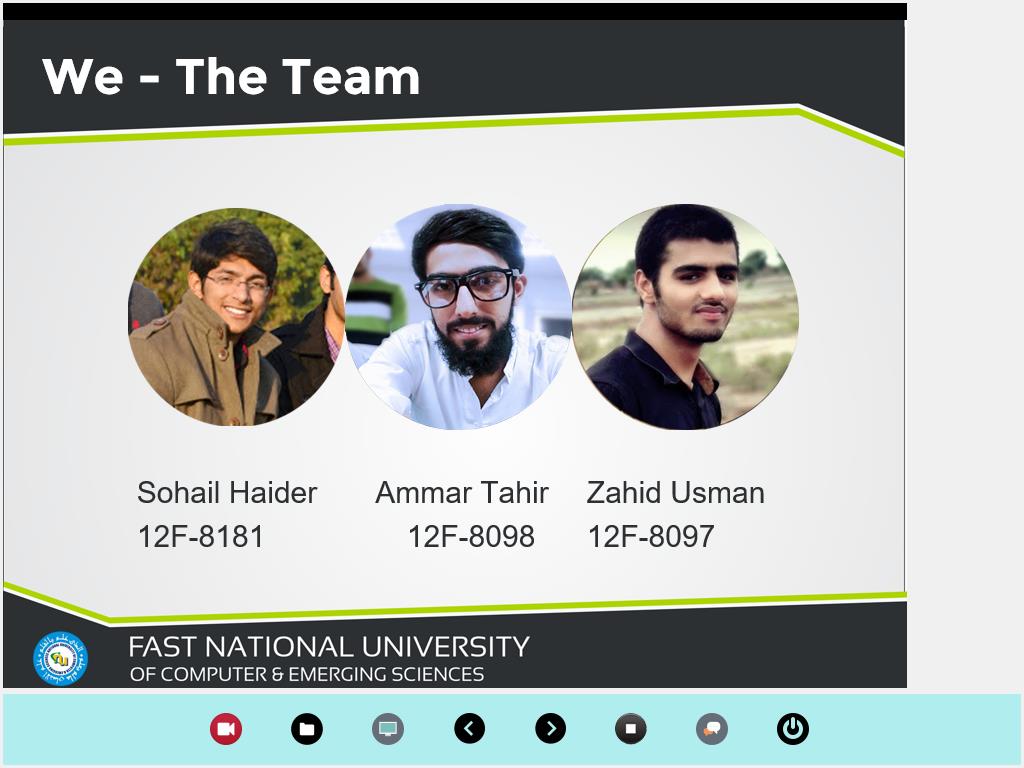 We - The Team
Sohail Haider
Ammar Tahir
Zahid Usman
12F-8181
12F-8098
12F-8097
FAST NATIONAL UNIVERSITY
OF COMPUTER & EMERGING SCIENCES